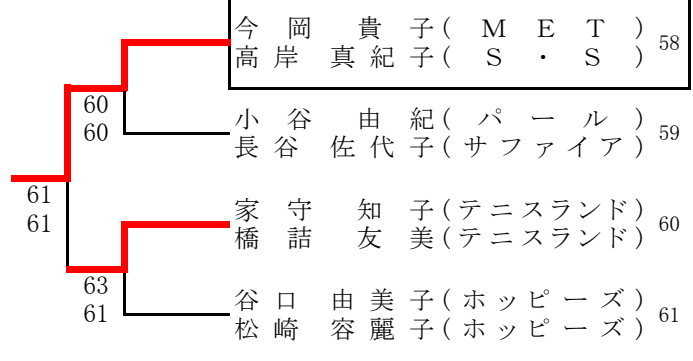 今岡 貴子(MET)
高岸 真紀子(S・S)
58
60
60
小谷 由紀(パール)
長谷 佐代子(サファイア)
59
61
61
家守 知子(テニスランド)
橋詰 友美(テニスランド)
60
63
61
谷口 由美子(ホッピーズ)
松崎 容麗子(ホッピーズ)
61